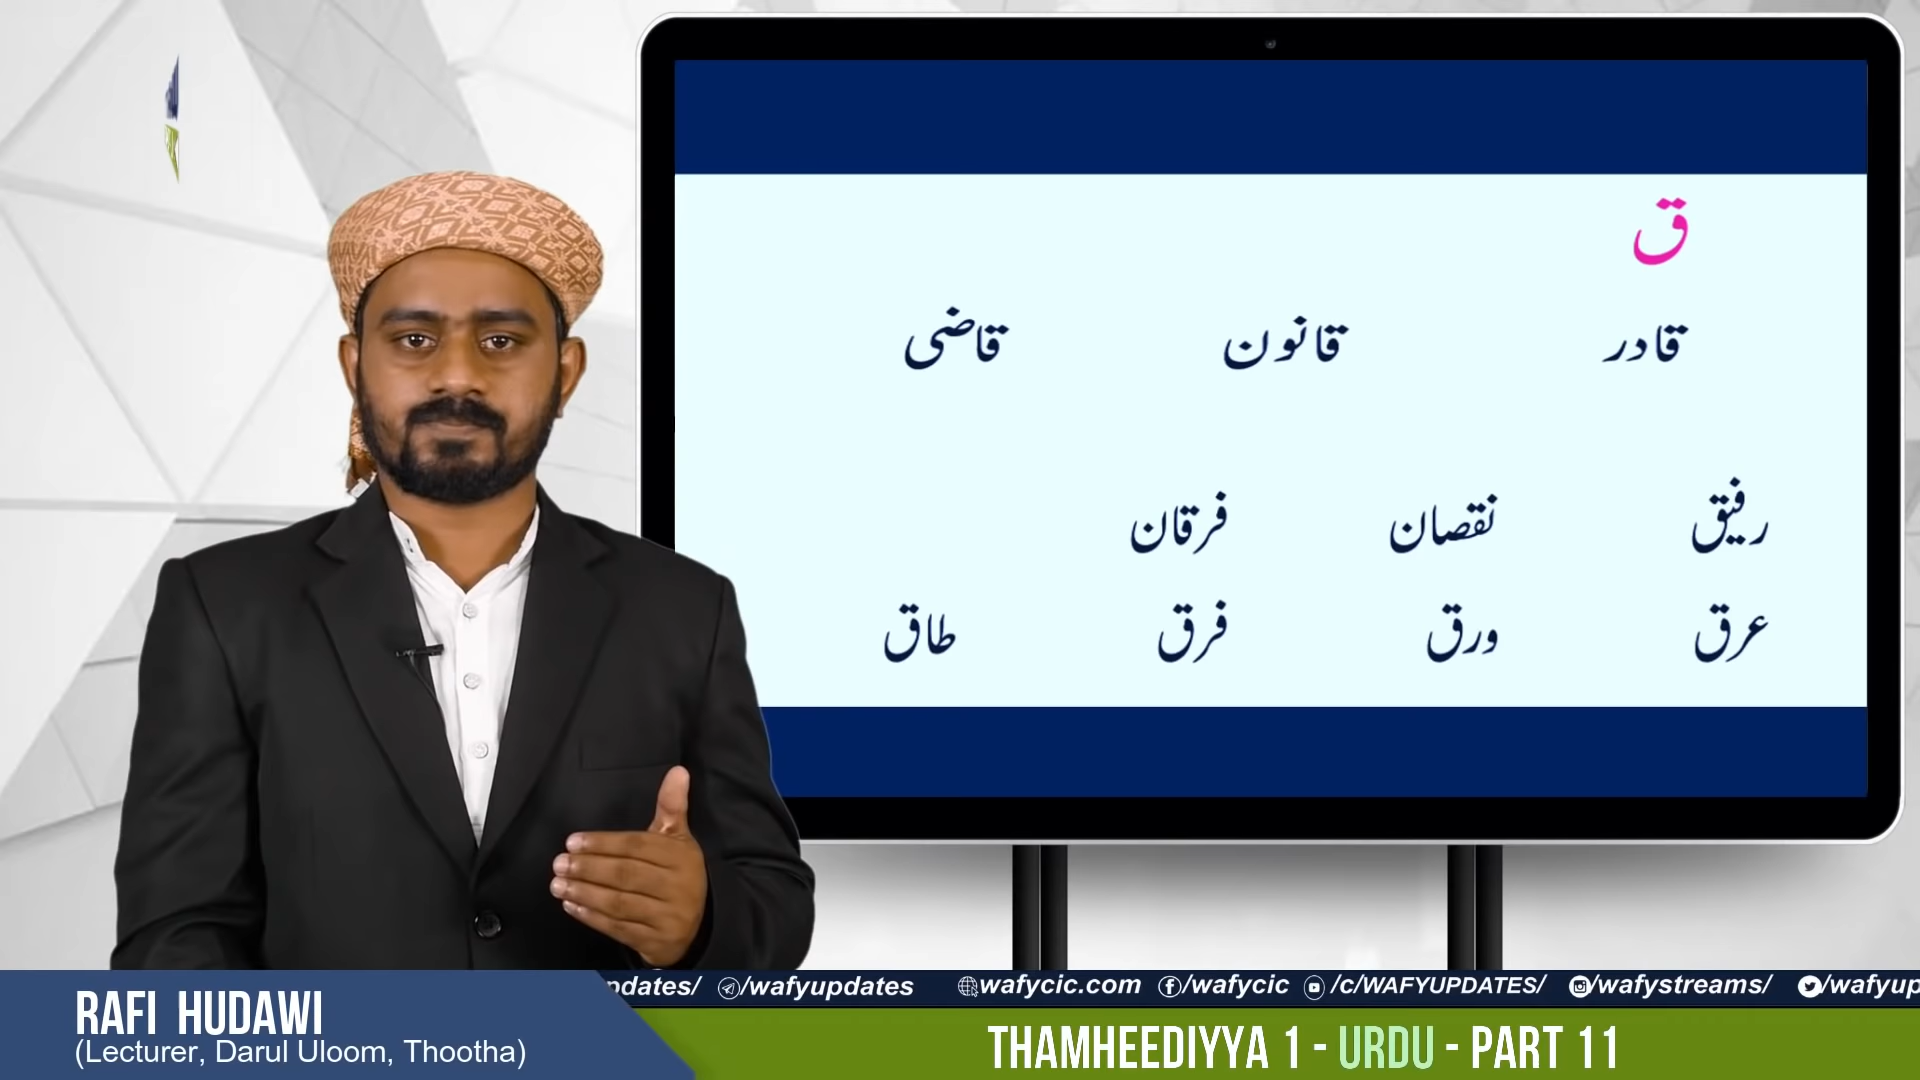 ق
قادر قانون قاضی
رفیق نقصان فرقان
عرق ورق فرق طاق
pdates/ /wafyupdates wafycic.com /wafycic /c/WAFYUPDATES/ /wafystreams/ /wafyup
RAFI HUDAWI
(Lecturer, Darul Uloom, Thootha)
THAMHEEDIYYA 1 - URDU - PART 11